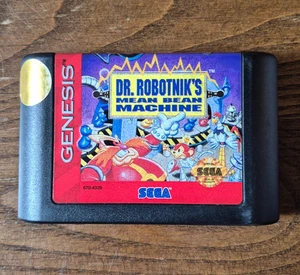 GENESIS
DR. ROBOTNIK'S
MEAN BEAN
MACHINE
SEGA